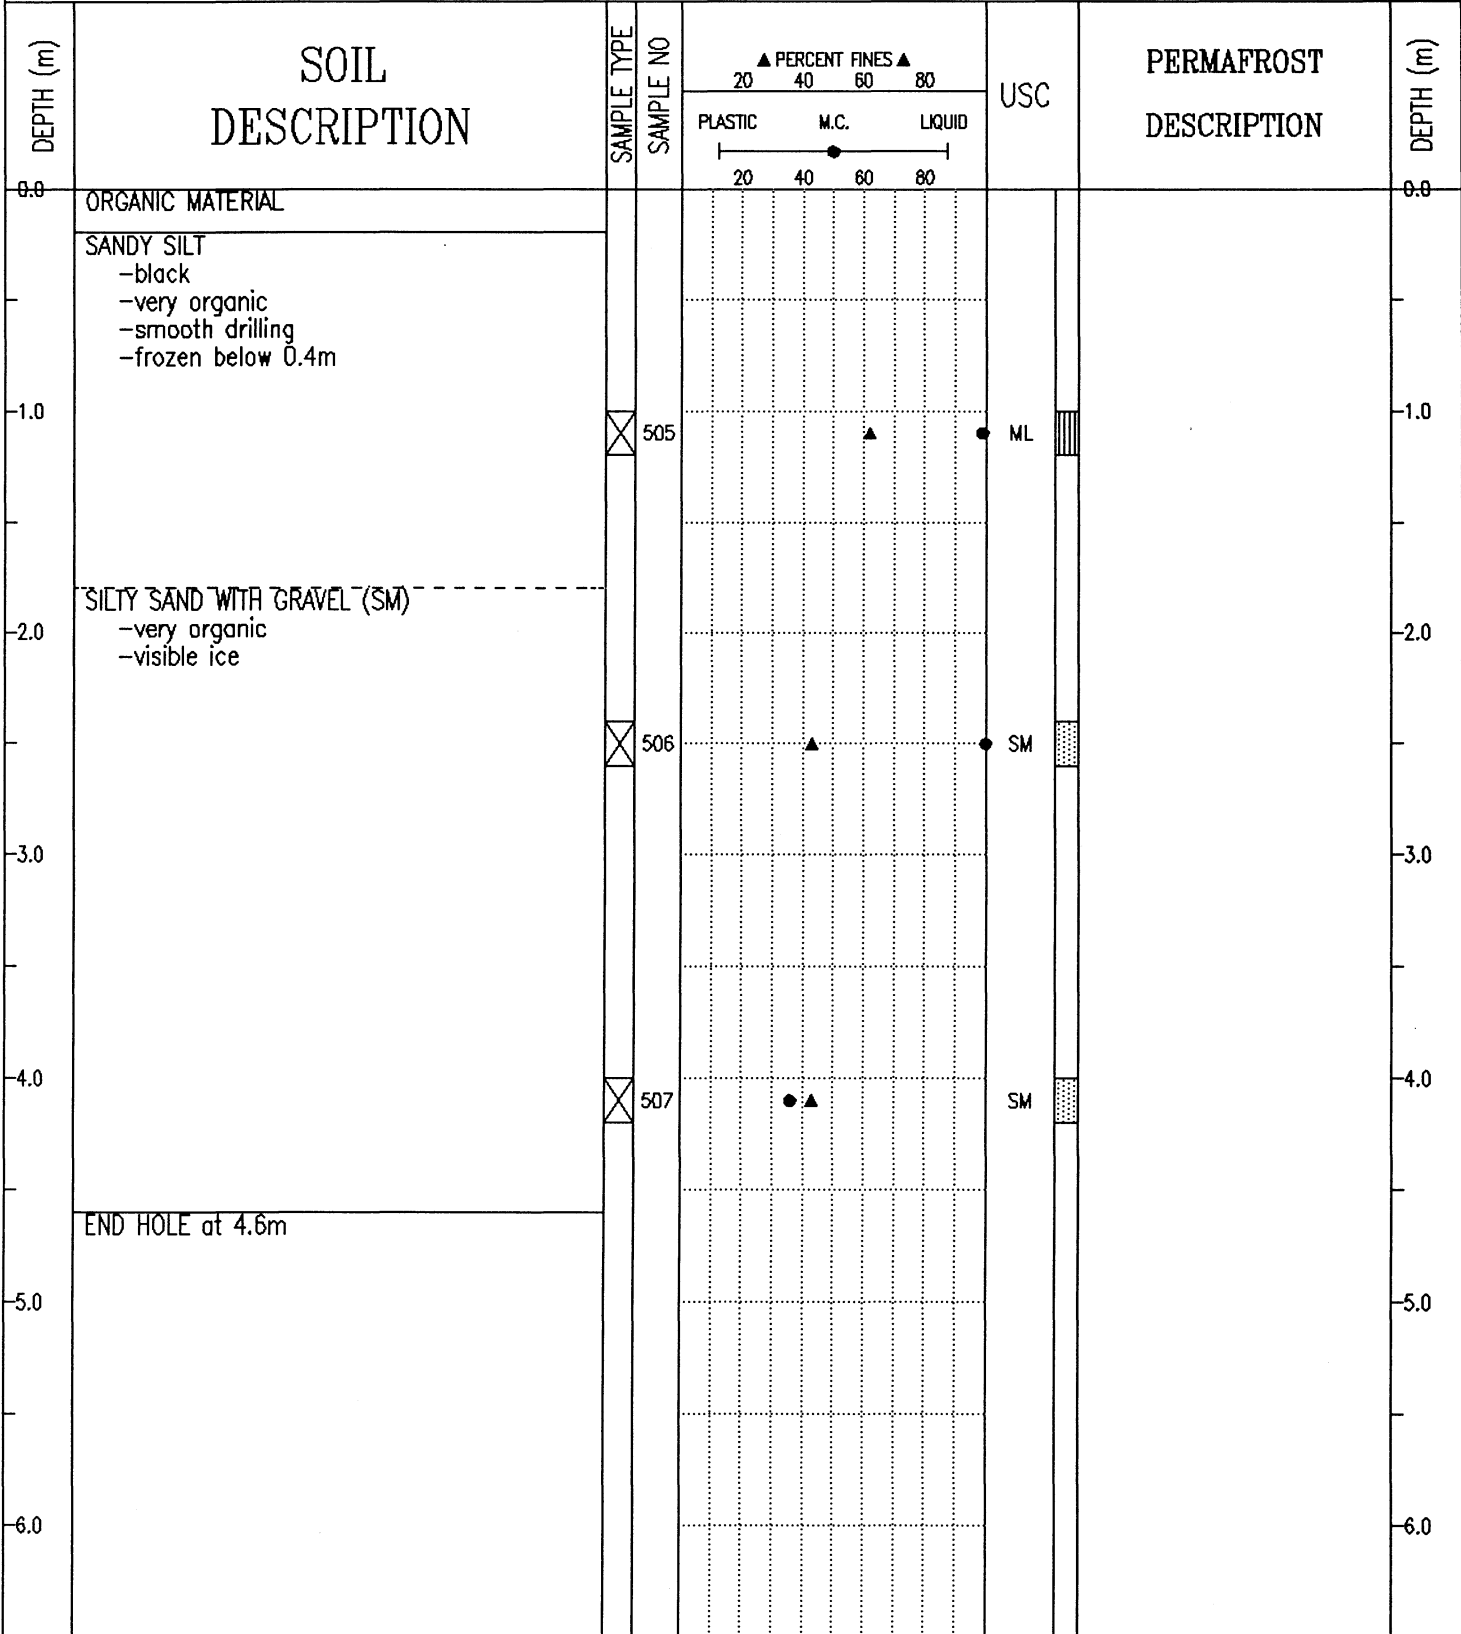 DEPTH (m)
SOIL
DESCRIPTION
SAMPLE TYPE
SAMPLE NO
▲ PERCENT FINES ▲
20 40 60 80
PLASTIC M.C. LIQUID
20 40 60 80
USC
PERMAFROST
DESCRIPTION
DEPTH (m)
0.0 0.0
ORGANIC MATERIAL
SANDY SILT
-black
-very organic
-smooth drilling
-frozen below 0.4m
1.0 1.0
505 ML
SILTY SAND WITH GRAVEL (SM)
-very organic
2.0 2.0
-visible ice
506 SM
3.0 3.0
4.0 4.0
507 SM
END HOLE at 4.6m
5.0 5.0
6.0 6.0